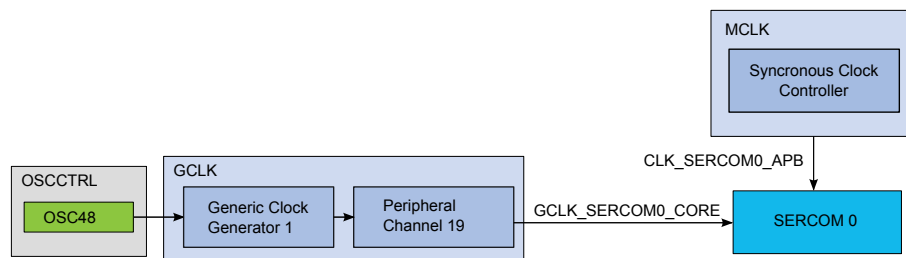 MCLK
Syncronous Clock
Controller
CLK_SERCOM0_APB
OSCCTRL
OSC48
GCLK
Generic Clock
Generator 1
Peripheral
Channel 19
GCLK_SERCOM0_CORE
SERCOM 0